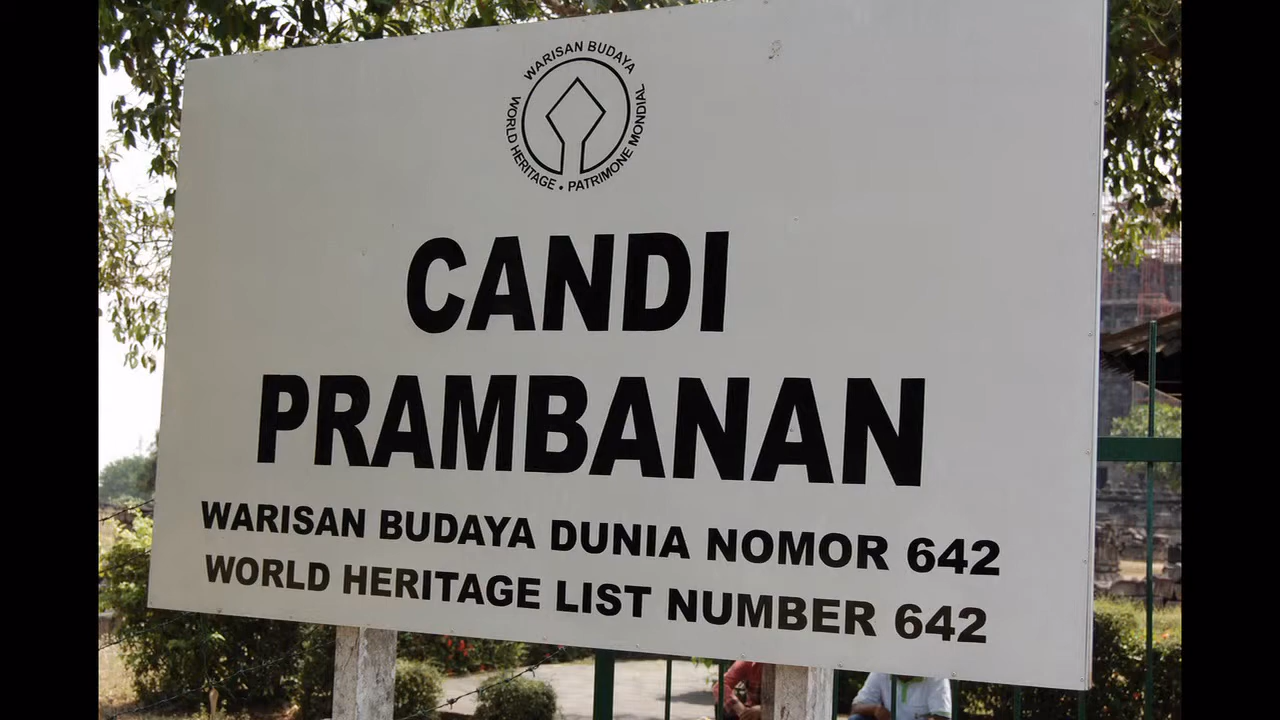 WARISAN BUDAYA
WORLD HERITAGE • PATRIMONE MONDIAL
CANDI
PRAMBANAN
WARISAN BUDAYA DUNIA NOMOR 642
WORLD HERITAGE LIST NUMBER 642